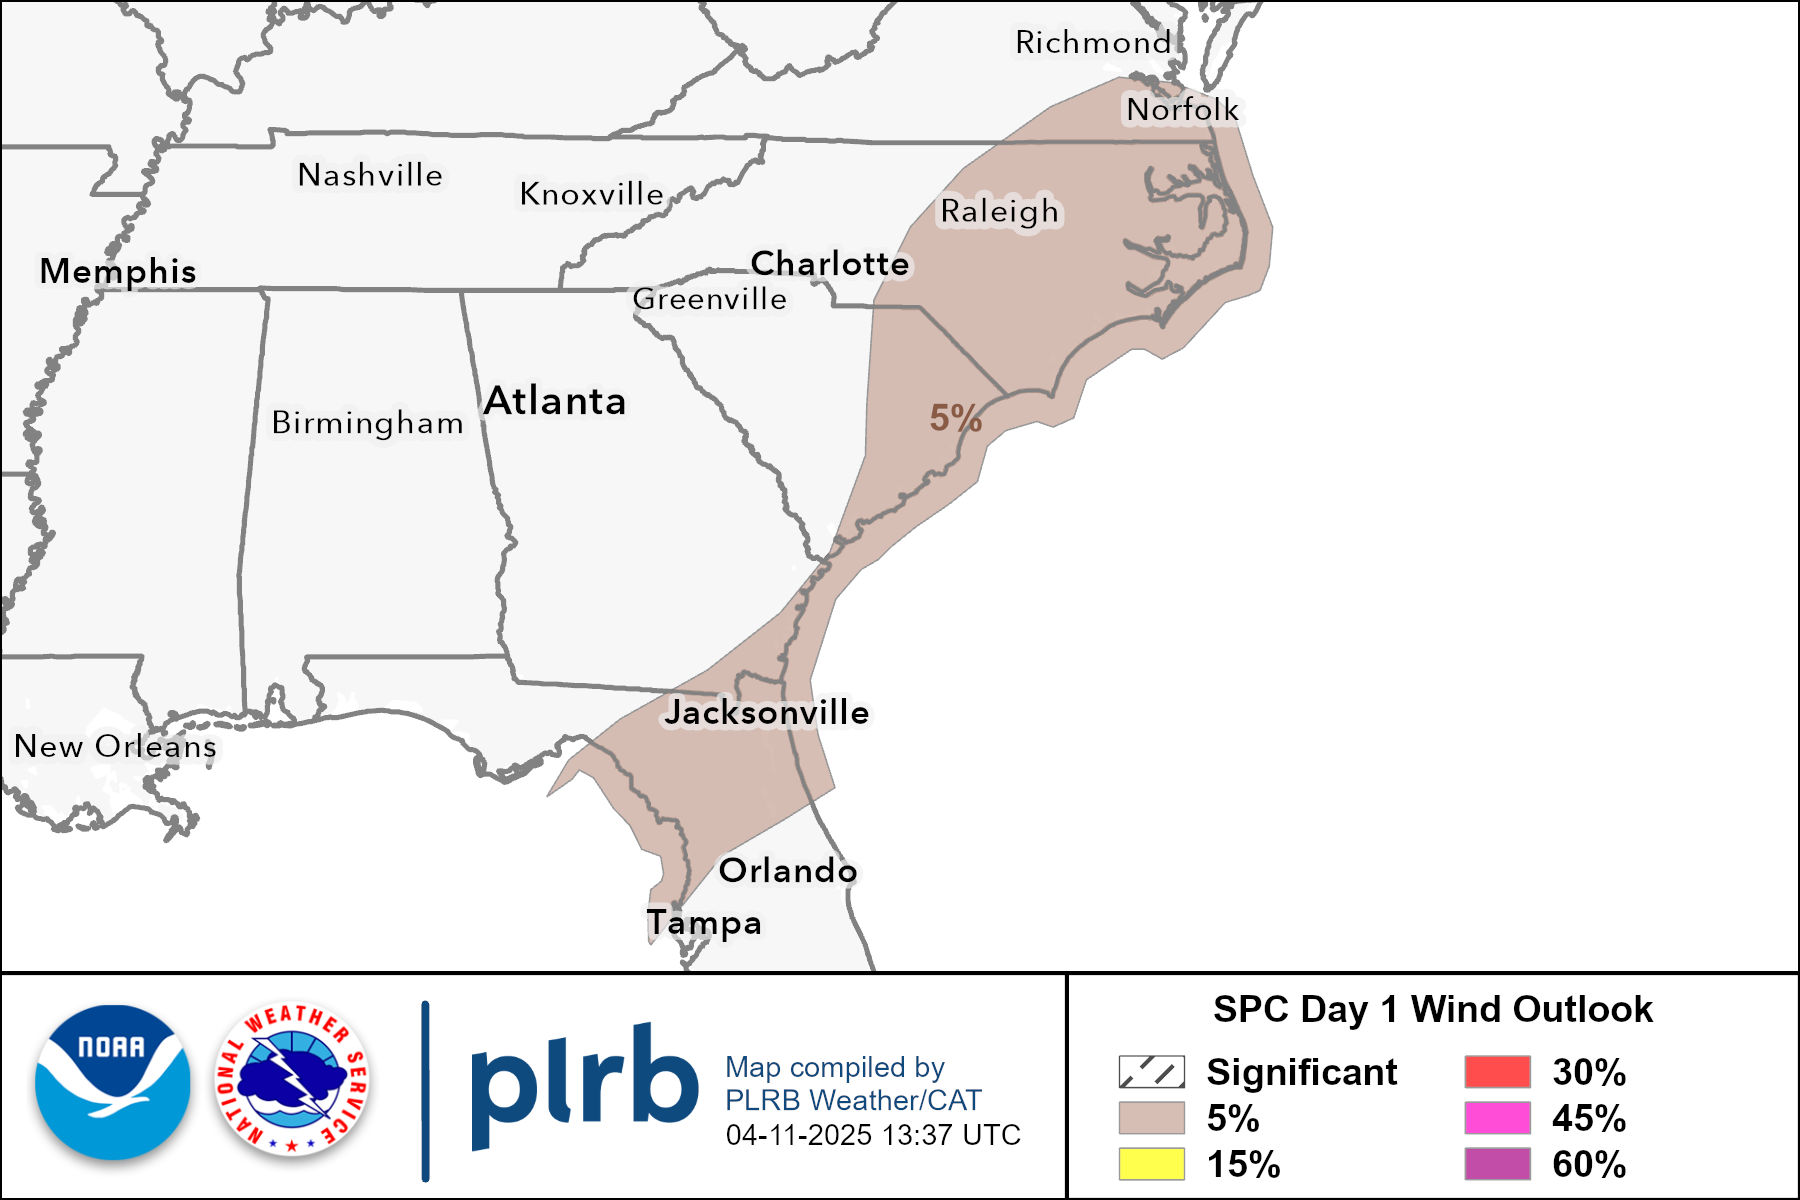 Richmond
Norfolk
Nashville
Knoxville
Raleigh
Memphis
Charlotte
Greenville
Atlanta
Birmingham
5%
Jacksonville
New Orleans
Orlando
Tampa
NOAA
NATIONAL WEATHER SERVICE
plrb
Map compiled by
PLRB Weather/CAT
04-11-2025 13:37 UTC
SPC Day 1 Wind Outlook
Significant
5%
15%
30%
45%
60%